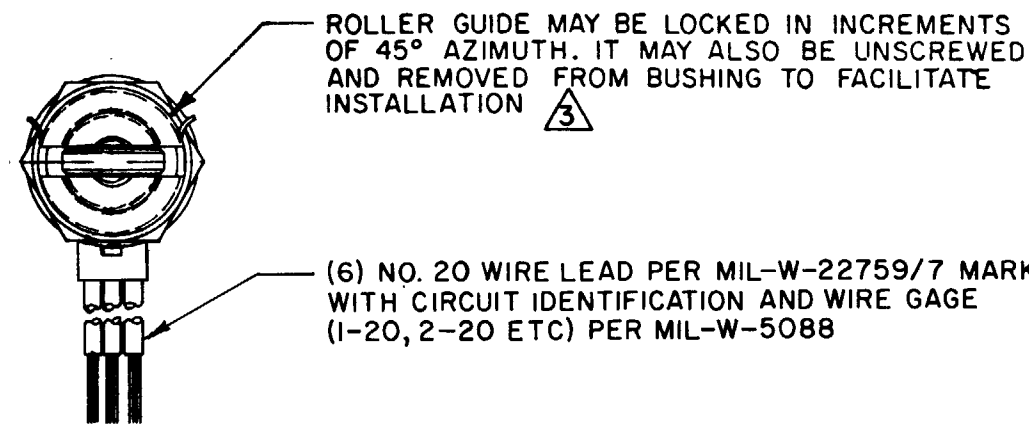 ROLLER GUIDE MAY BE LOCKED IN INCREMENTS
OF 45° AZIMUTH. IT MAY ALSO BE UNSCREWED
AND REMOVED FROM BUSHING TO FACILITATE
INSTALLATION 3
(6) NO. 20 WIRE LEAD PER MIL-W-22759/7 MARK
WITH CIRCUIT IDENTIFICATION AND WIRE GAGE
(1-20, 2-20 ETC) PER MIL-W-5088